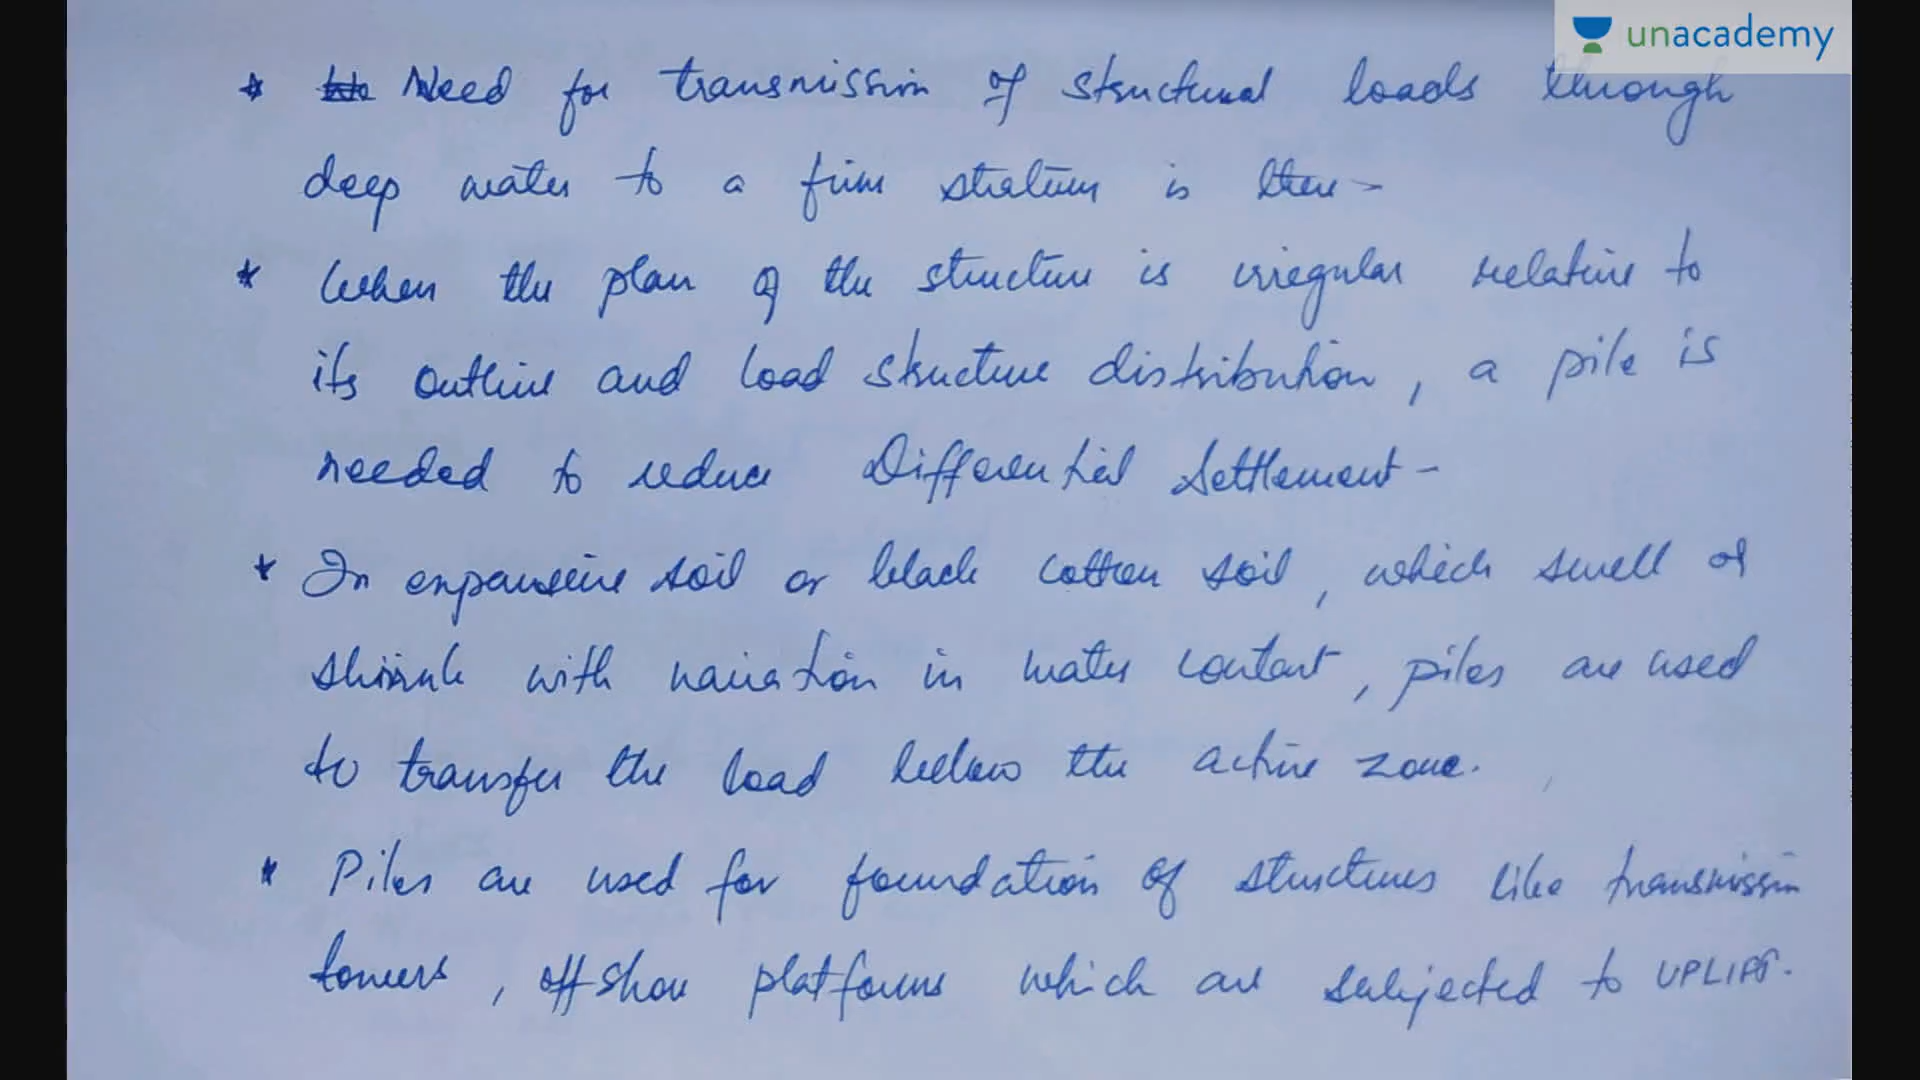 unacademy
* Need for transmission of structural loads through
deep water to a firm stratum is there -
* When the plan of the structure is irregular relative to
its outline and load structure distribution, a pile is
needed to reduce Differential Settlement -
* In expansive soil or black cotton soil, which swell or
shrink with variation in water content, piles are used
to transfer the load below the active zone.
* Piles are used for foundation of structures like transmission
towers, offshore platforms which are subjected to UPLIFT.